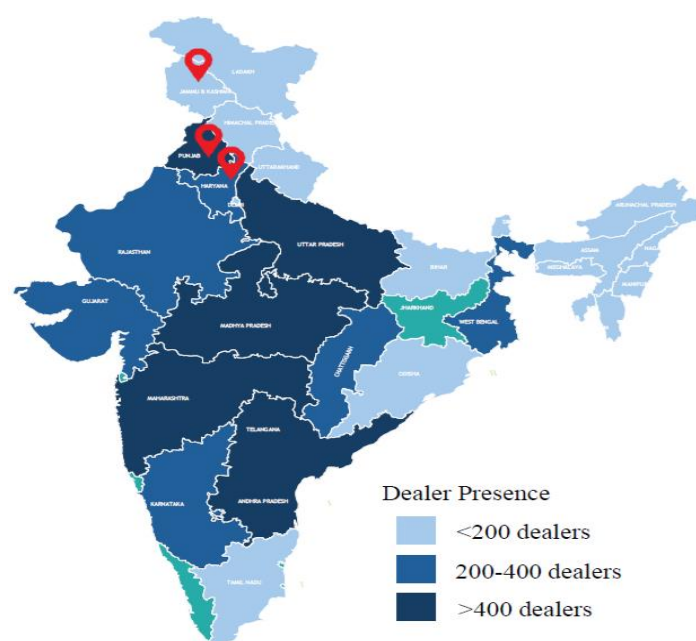 LADAKH
JAMMU & KASHMIR
HIMACHAL PRADESH
PUNJAB
UTTARAKHAND
HARYANA
DELHI
ARUNACHAL PRADESH
RAJASTHAN
UTTAR PRADESH
ASSAM
NAGA
BIHAR
MEGHALAYA
MANIPUR
GUJARAT
JHARKHAND
MADHYA PRADESH
WEST BENGAL
CHATTISGARH
ODISHA
MAHARASHTRA
TELANGANA
KARNATAKA
ANDHRA PRADESH
TAMIL NADU
Dealer Presence
<200 dealers
200-400 dealers
>400 dealers